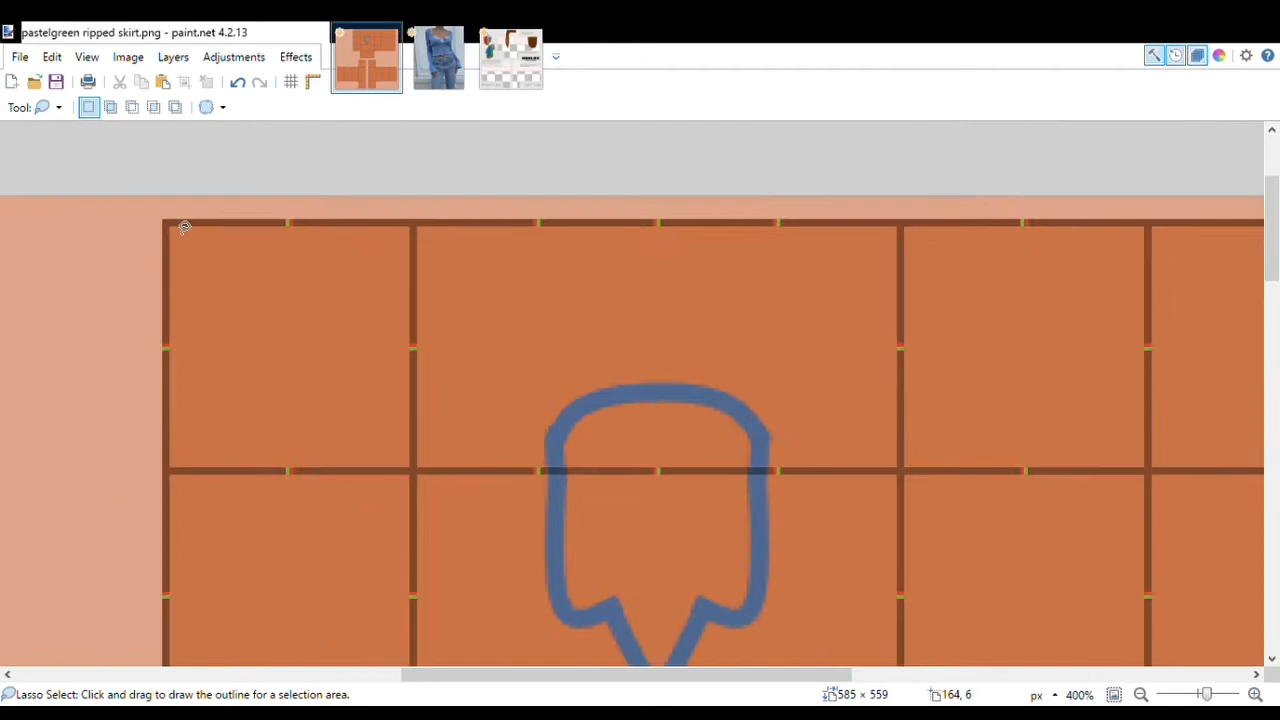 pastelgreen ripped skirt.png - paint.net 4.2.13
File Edit View Image Layers Adjustments Effects
Tool:
Lasso Select: Click and drag to draw the outline for a selection area.
585 × 559
164, 6
px
400%